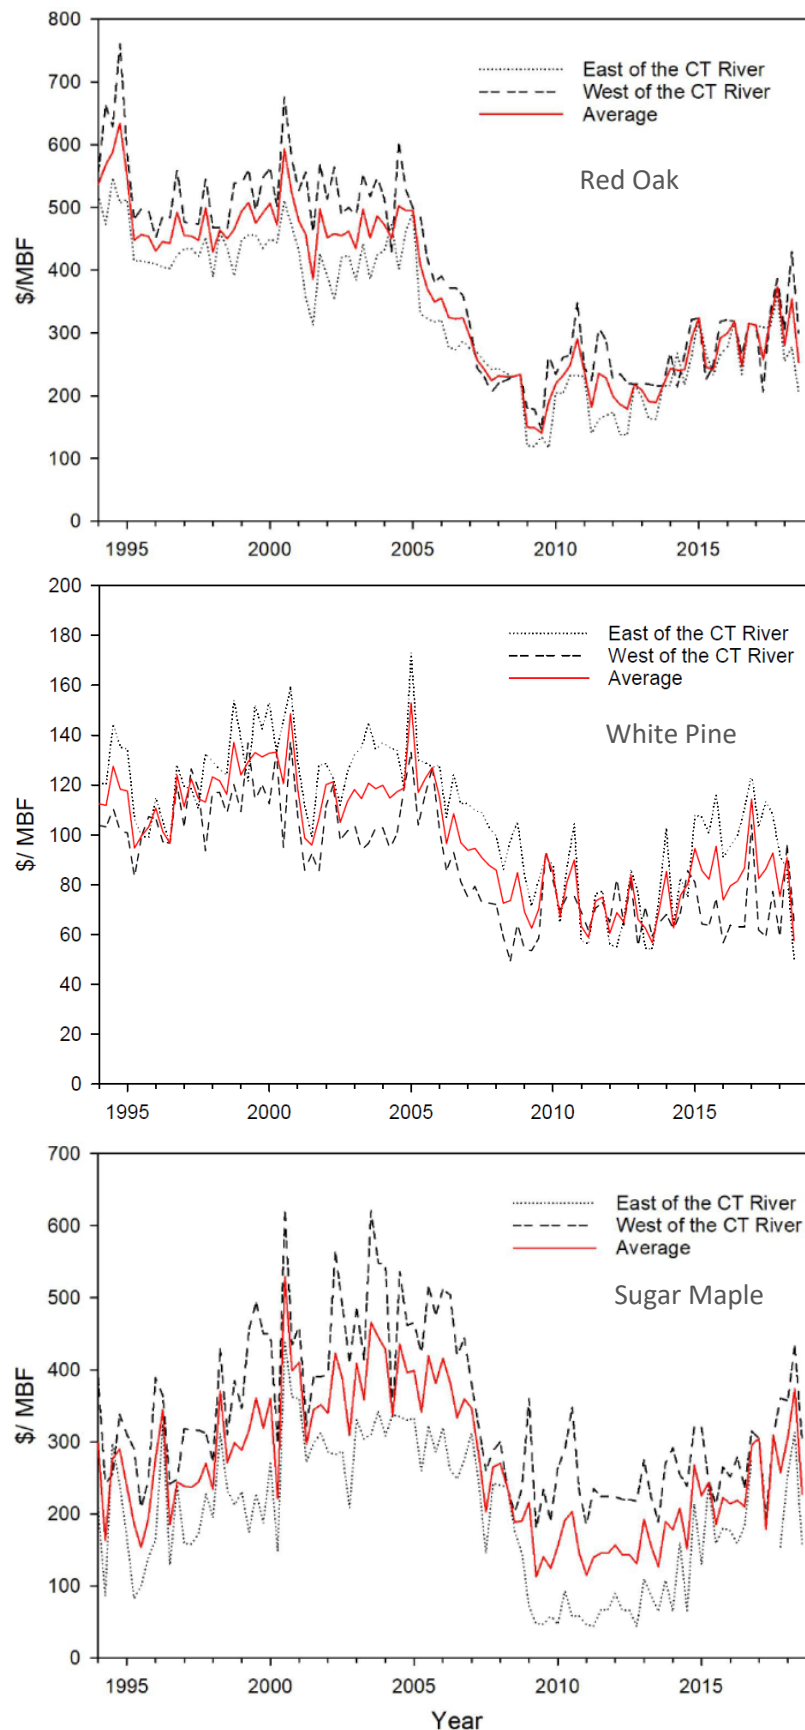 800
East of the CT River
700
West of the CT River
Average
600
Red Oak
500
$/MBF
400
300
200
100
0
1995 2000 2005 2010 2015
200
180
East of the CT River
West of the CT River
160
Average
White Pine
140
120
$/ MBF
100
80
60
40
20
0
1995 2000 2005 2010 2015
700
East of the CT River
West of the CT River
600
Average
Sugar Maple
500
400
$/ MBF
300
200
100
0
1995 2000 2005 2010 2015
Year